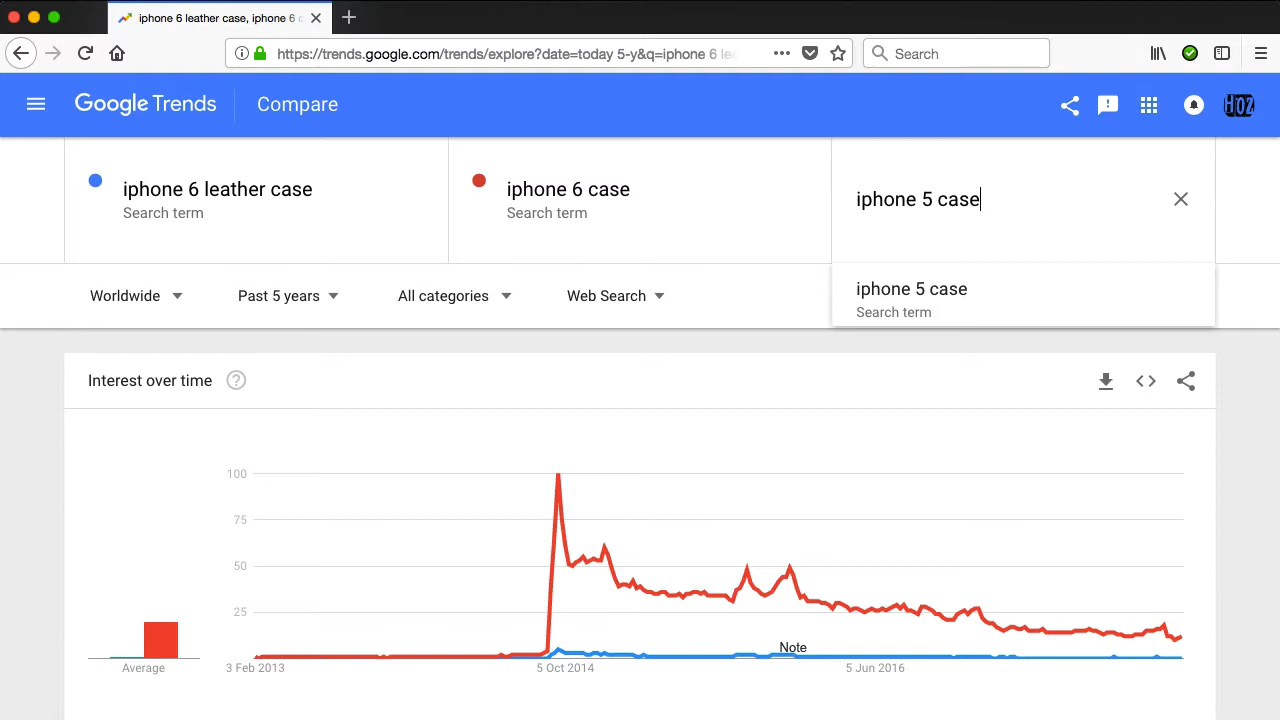 iphone 6 leather case, iphone 6 c
https://trends.google.com/trends/explore?date=today 5-y&q=iphone 6 le
Search
Google Trends
Compare
HOZ
iphone 6 leather case
Search term
iphone 6 case
Search term
iphone 5 case
Worldwide
Past 5 years
All categories
Web Search
iphone 5 case
Search term
Interest over time
100
75
50
25
Note
Average
3 Feb 2013
5 Oct 2014
5 Jun 2016